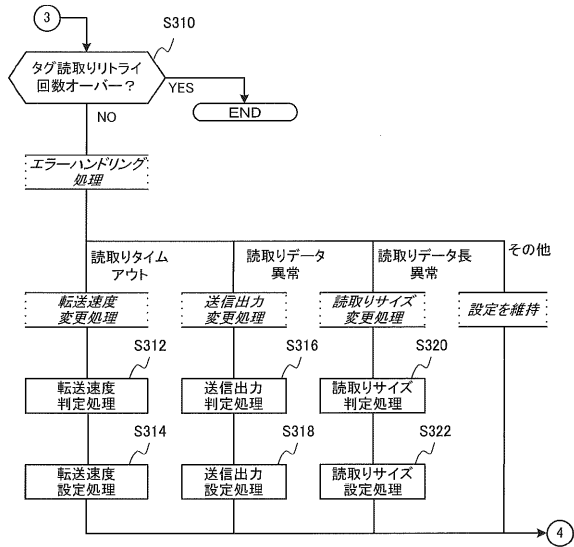 3
S310
タグ読取りリトライ
回数オーバー？
YES
END
NO
エラーハンドリング
処理
読取りタイム
アウト
読取りデータ
異常
読取りデータ長
異常
その他
転送速度
変更処理
送信出力
変更処理
読取りサイズ
変更処理
設定を維持
S312
転送速度
判定処理
S316
送信出力
判定処理
S320
読取りサイズ
判定処理
S314
転送速度
設定処理
S318
送信出力
設定処理
S322
読取りサイズ
設定処理
4